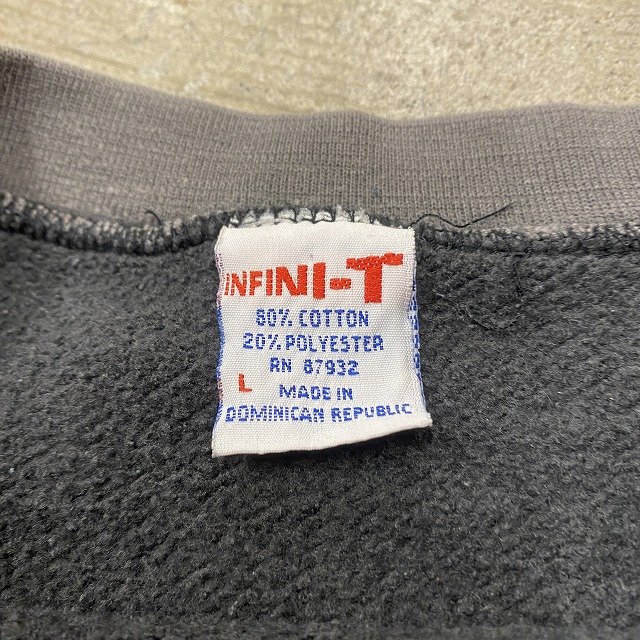 iNFINI-T
80% COTTON
20% POLYESTER
RN 87932
L
MADE IN
DOMINICAN REPUBLIC